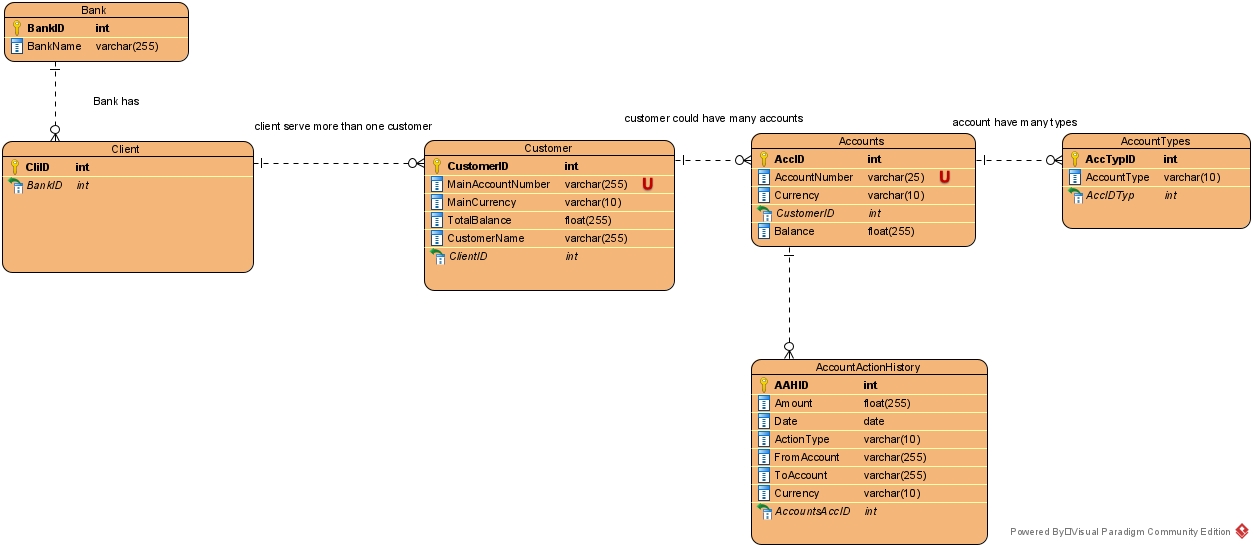 Bank
BankID int
BankName varchar(255)
Bank has
client serve more than one customer
customer could have many accounts
account have many types
Client
CliID int
BankID int
Customer
CustomerID int
MainAccountNumber varchar(255) U
MainCurrency varchar(10)
TotalBalance float(255)
CustomerName varchar(255)
ClientID int
Accounts
AccID int
AccountNumber varchar(25) U
Currency varchar(10)
CustomerID int
Balance float(255)
AccountTypes
AccTypID int
AccountType varchar(10)
AccIDTyp int
AccountActionHistory
AAHID int
Amount float(255)
Date date
ActionType varchar(10)
FromAccount varchar(255)
ToAccount varchar(255)
Currency varchar(10)
AccountsAccID int
Powered By Visual Paradigm Community Edition